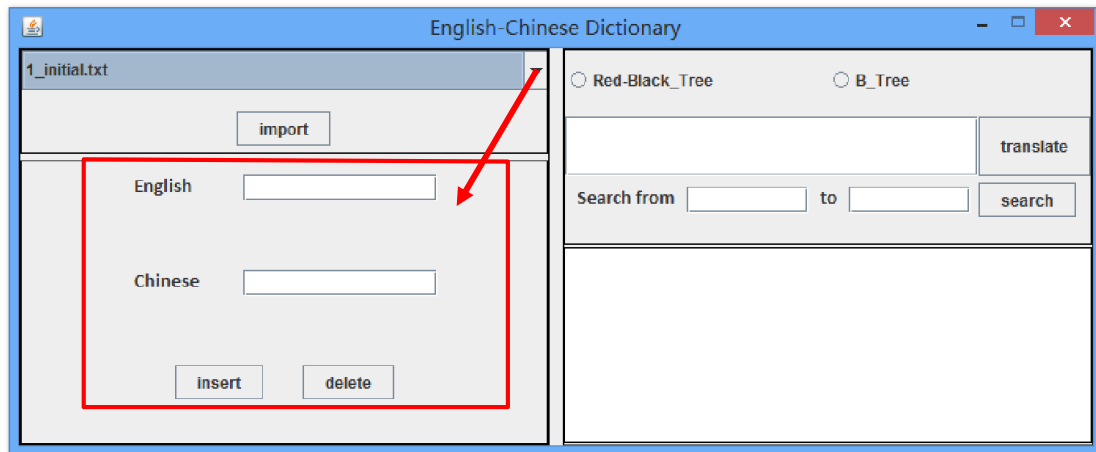 English-Chinese Dictionary
1_initial.txt
import
English
Chinese
insert delete
Red-Black_Tree B_Tree
translate
Search from to search